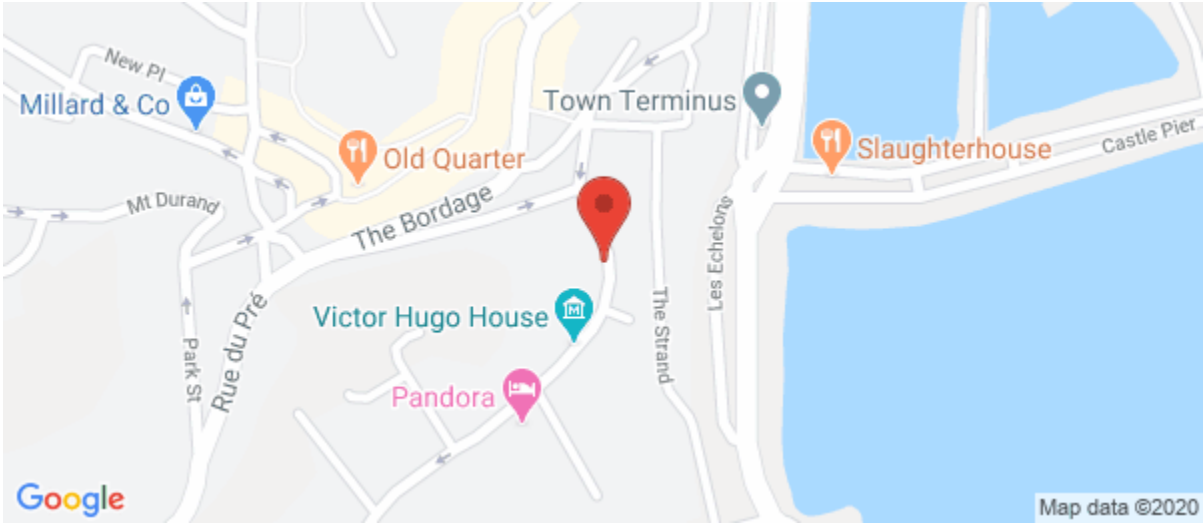 New Pl
Millard & Co
Town Terminus
Old Quarter
Slaughterhouse
Castle Pier
Mt Durand
The Bordage
Les Echelons
Victor Hugo House
The Strand
Rue du Pré
Park St
Pandora
Google
Map data ©2020